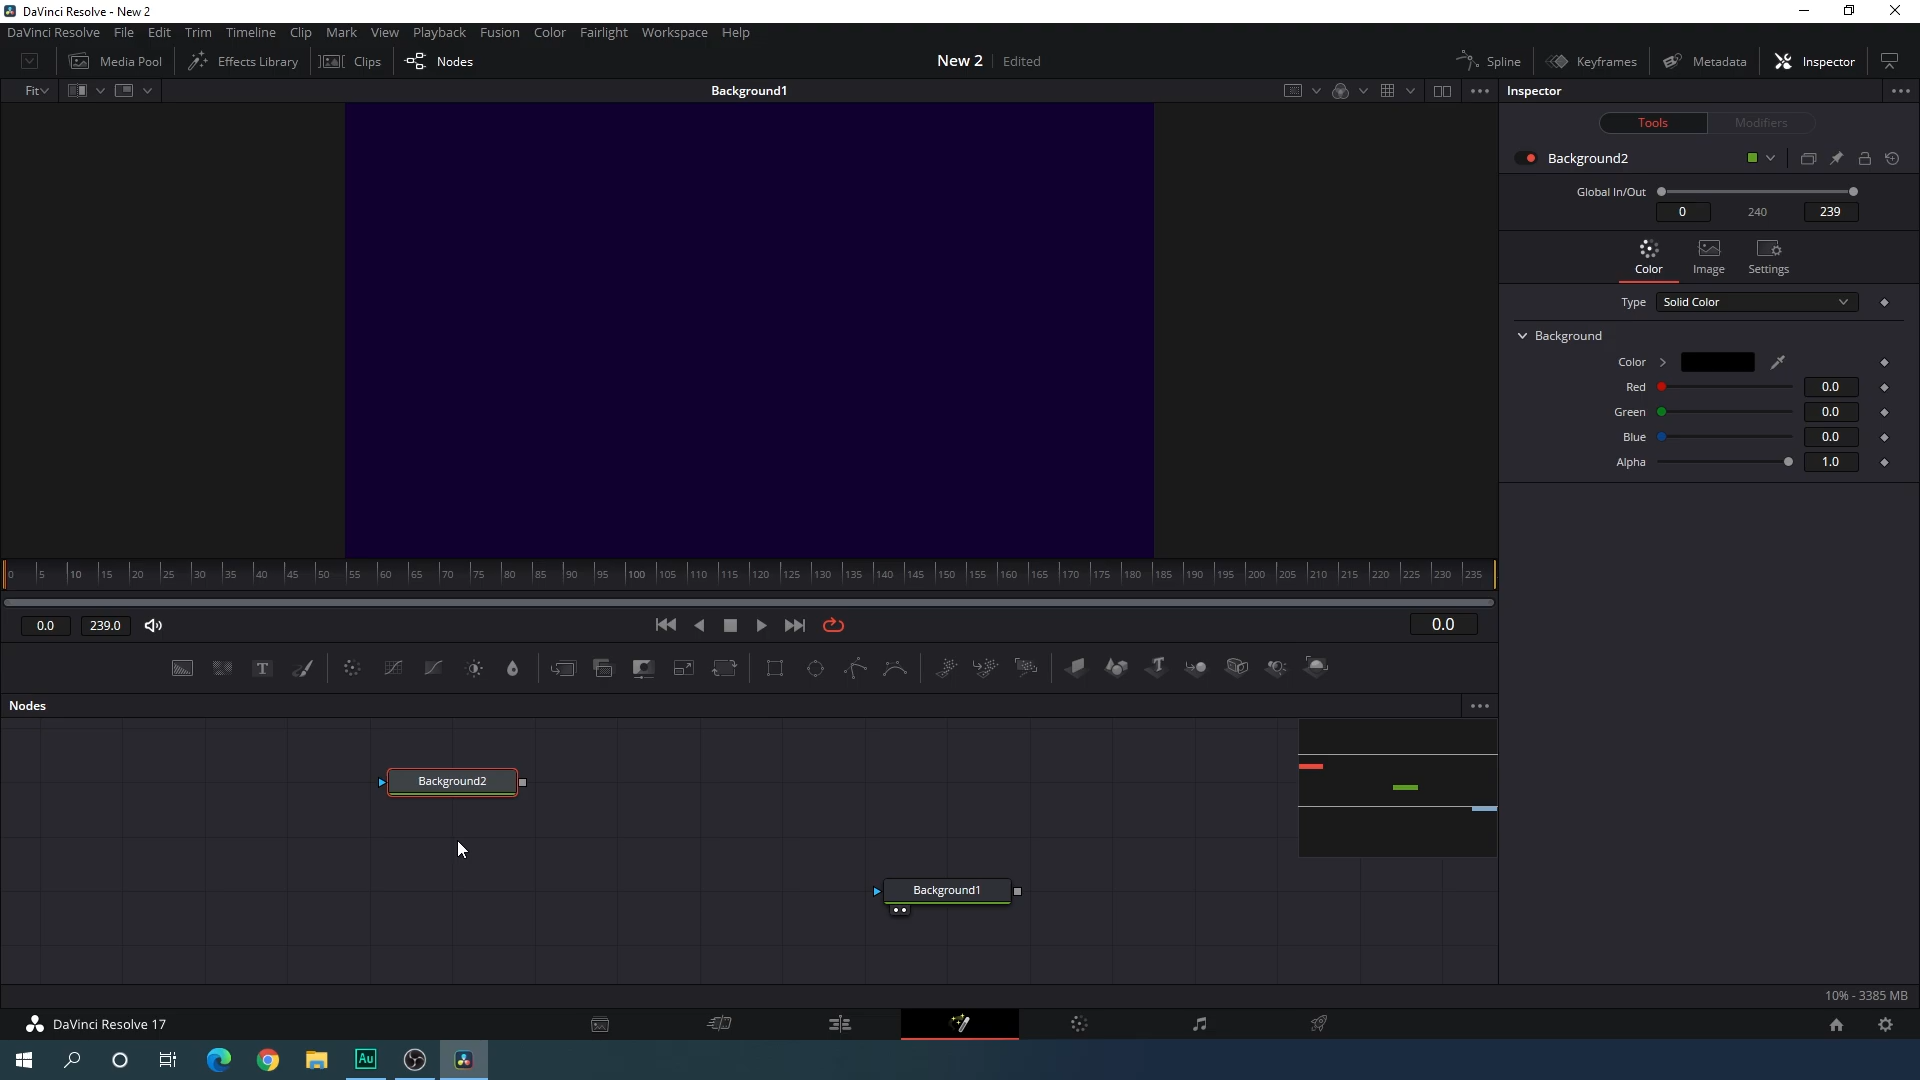 DaVinci Resolve - New 2
DaVinci Resolve File Edit Trim Timeline Clip Mark View Playback Fusion Color Fairlight Workspace Help
Media Pool Effects Library Clips Nodes New 2 Edited Spline Keyframes Metadata Inspector
Fit Background1 Inspector
Tools Modifiers
Background2
Global In/Out
0 240 239
Color Image Settings
Type Solid Color
Background
Color
Red 0.0
Green 0.0
Blue 0.0
Alpha 1.0
0 5 10 15 20 25 30 35 40 45 50 55 60 65 70 75 80 85 90 95 100 105 110 115 120 125 130 135 140 145 150 155 160 165 170 175 180 185 190 195 200 205 210 215 220 225 230 235
0.0 239.0 0.0
T T
Nodes
Background2
Background1
10% - 3385 MB
DaVinci Resolve 17
Au